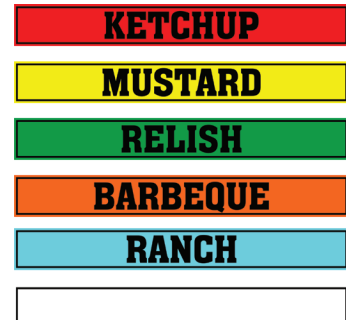 KETCHUP
MUSTARD
RELISH
BARBEQUE
RANCH